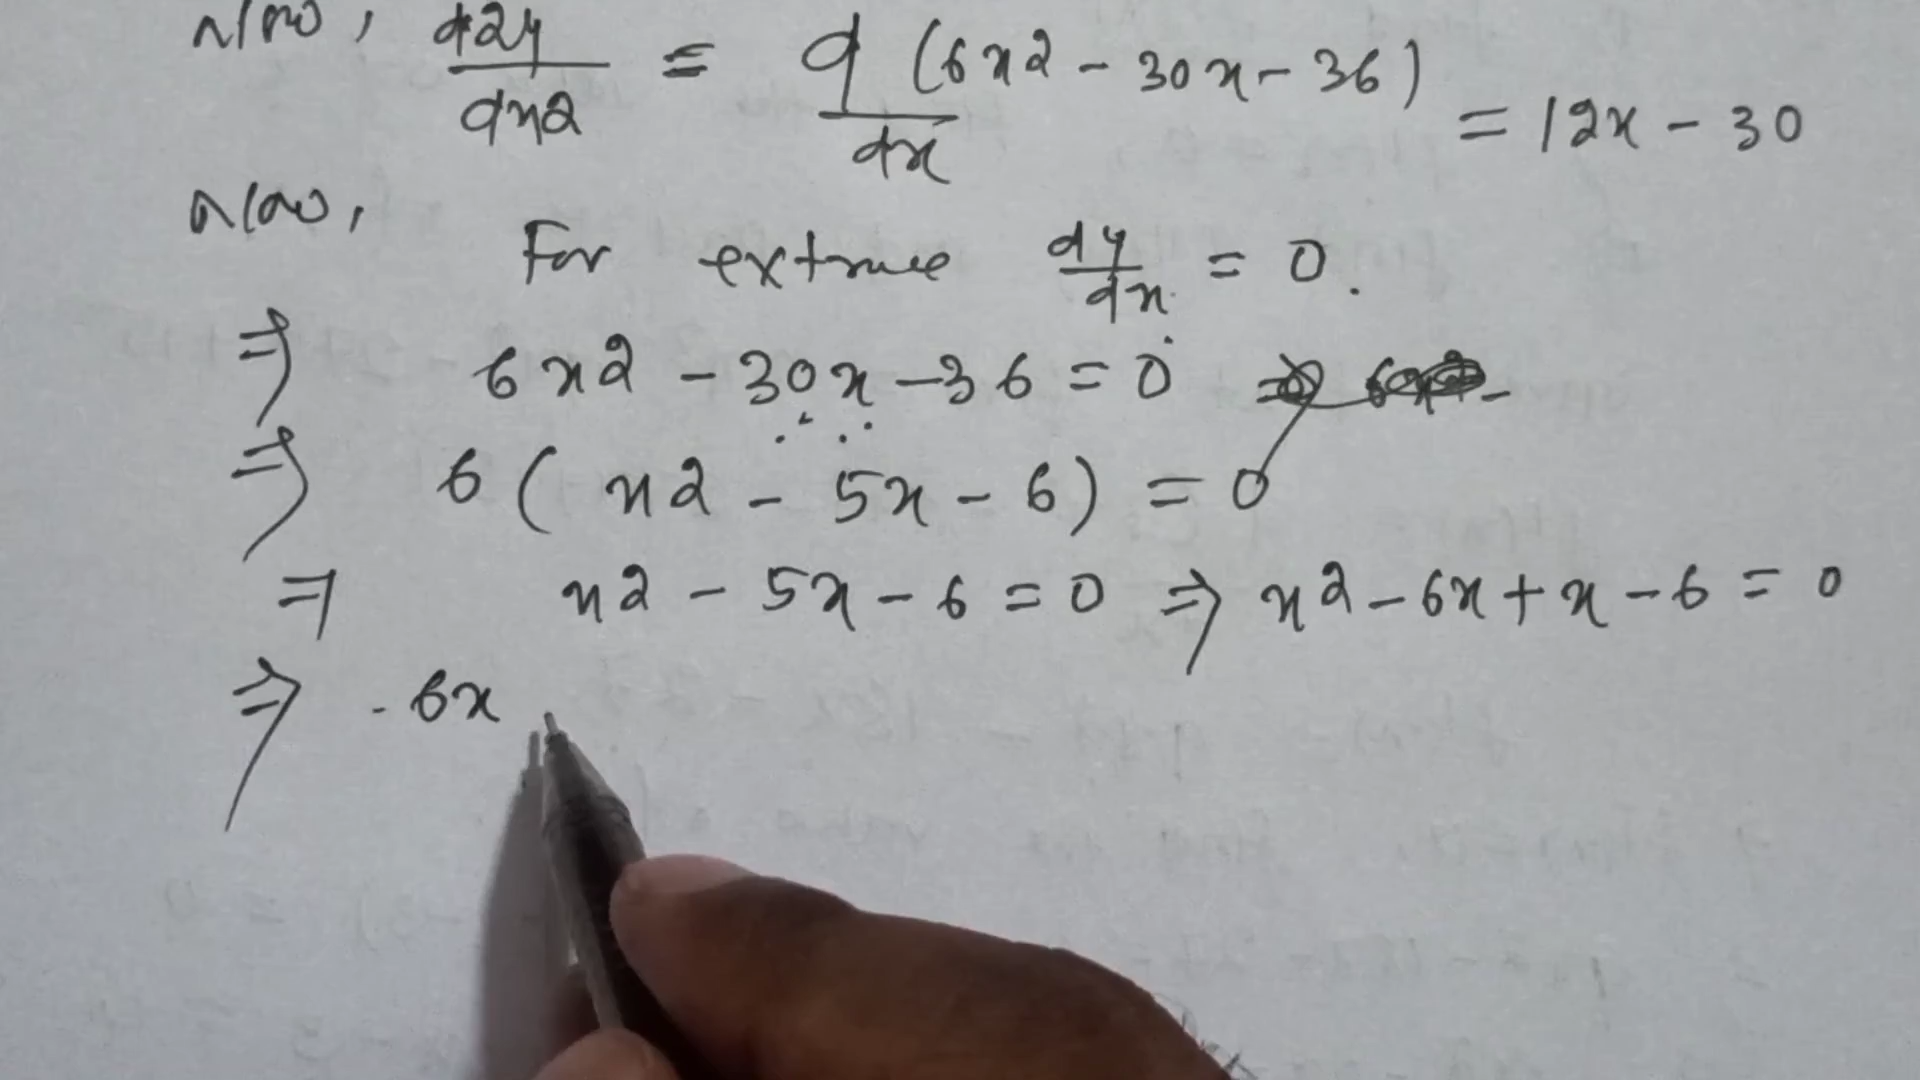 Now, d2y/dx2 = d/dx (6x2 - 30x - 36) = 12x - 30
Now, For extreme dy/dx = 0.
⇒ 6x2 - 30x - 36 = 0
⇒ 6 ( x2 - 5x - 6 ) = 0
⇒ x2 - 5x - 6 = 0 ⇒ x2 - 6x + x - 6 = 0
⇒ 6x